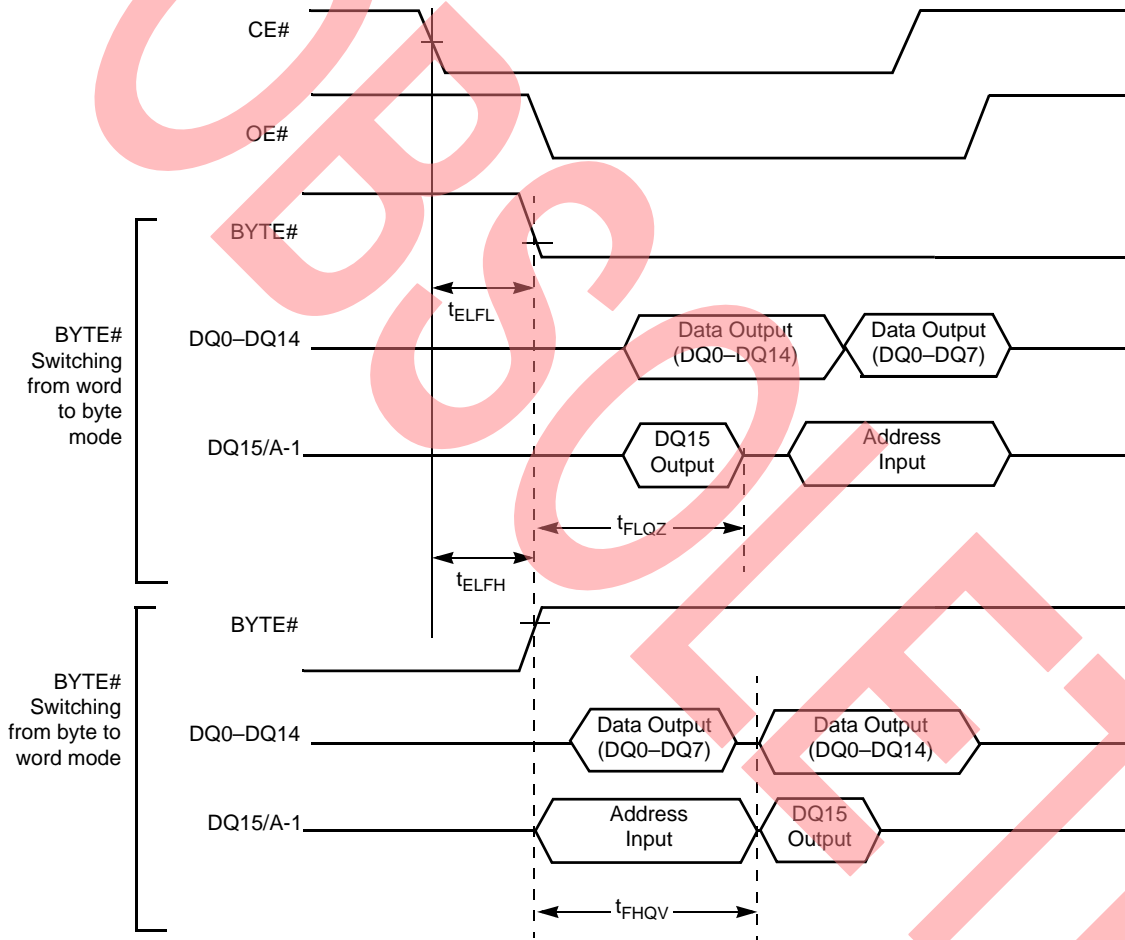 CE#
OE#
BYTE#
tELFL
BYTE#
Switching
from word
to byte
mode
DQ0–DQ14
Data Output
(DQ0–DQ14)
Data Output
(DQ0–DQ7)
DQ15/A-1
DQ15
Output
Address
Input
tFLQZ
tELFH
BYTE#
BYTE#
Switching
from byte to
word mode
DQ0–DQ14
Data Output
(DQ0–DQ7)
Data Output
(DQ0–DQ14)
DQ15/A-1
Address
Input
DQ15
Output
tFHQV
OBSOLET